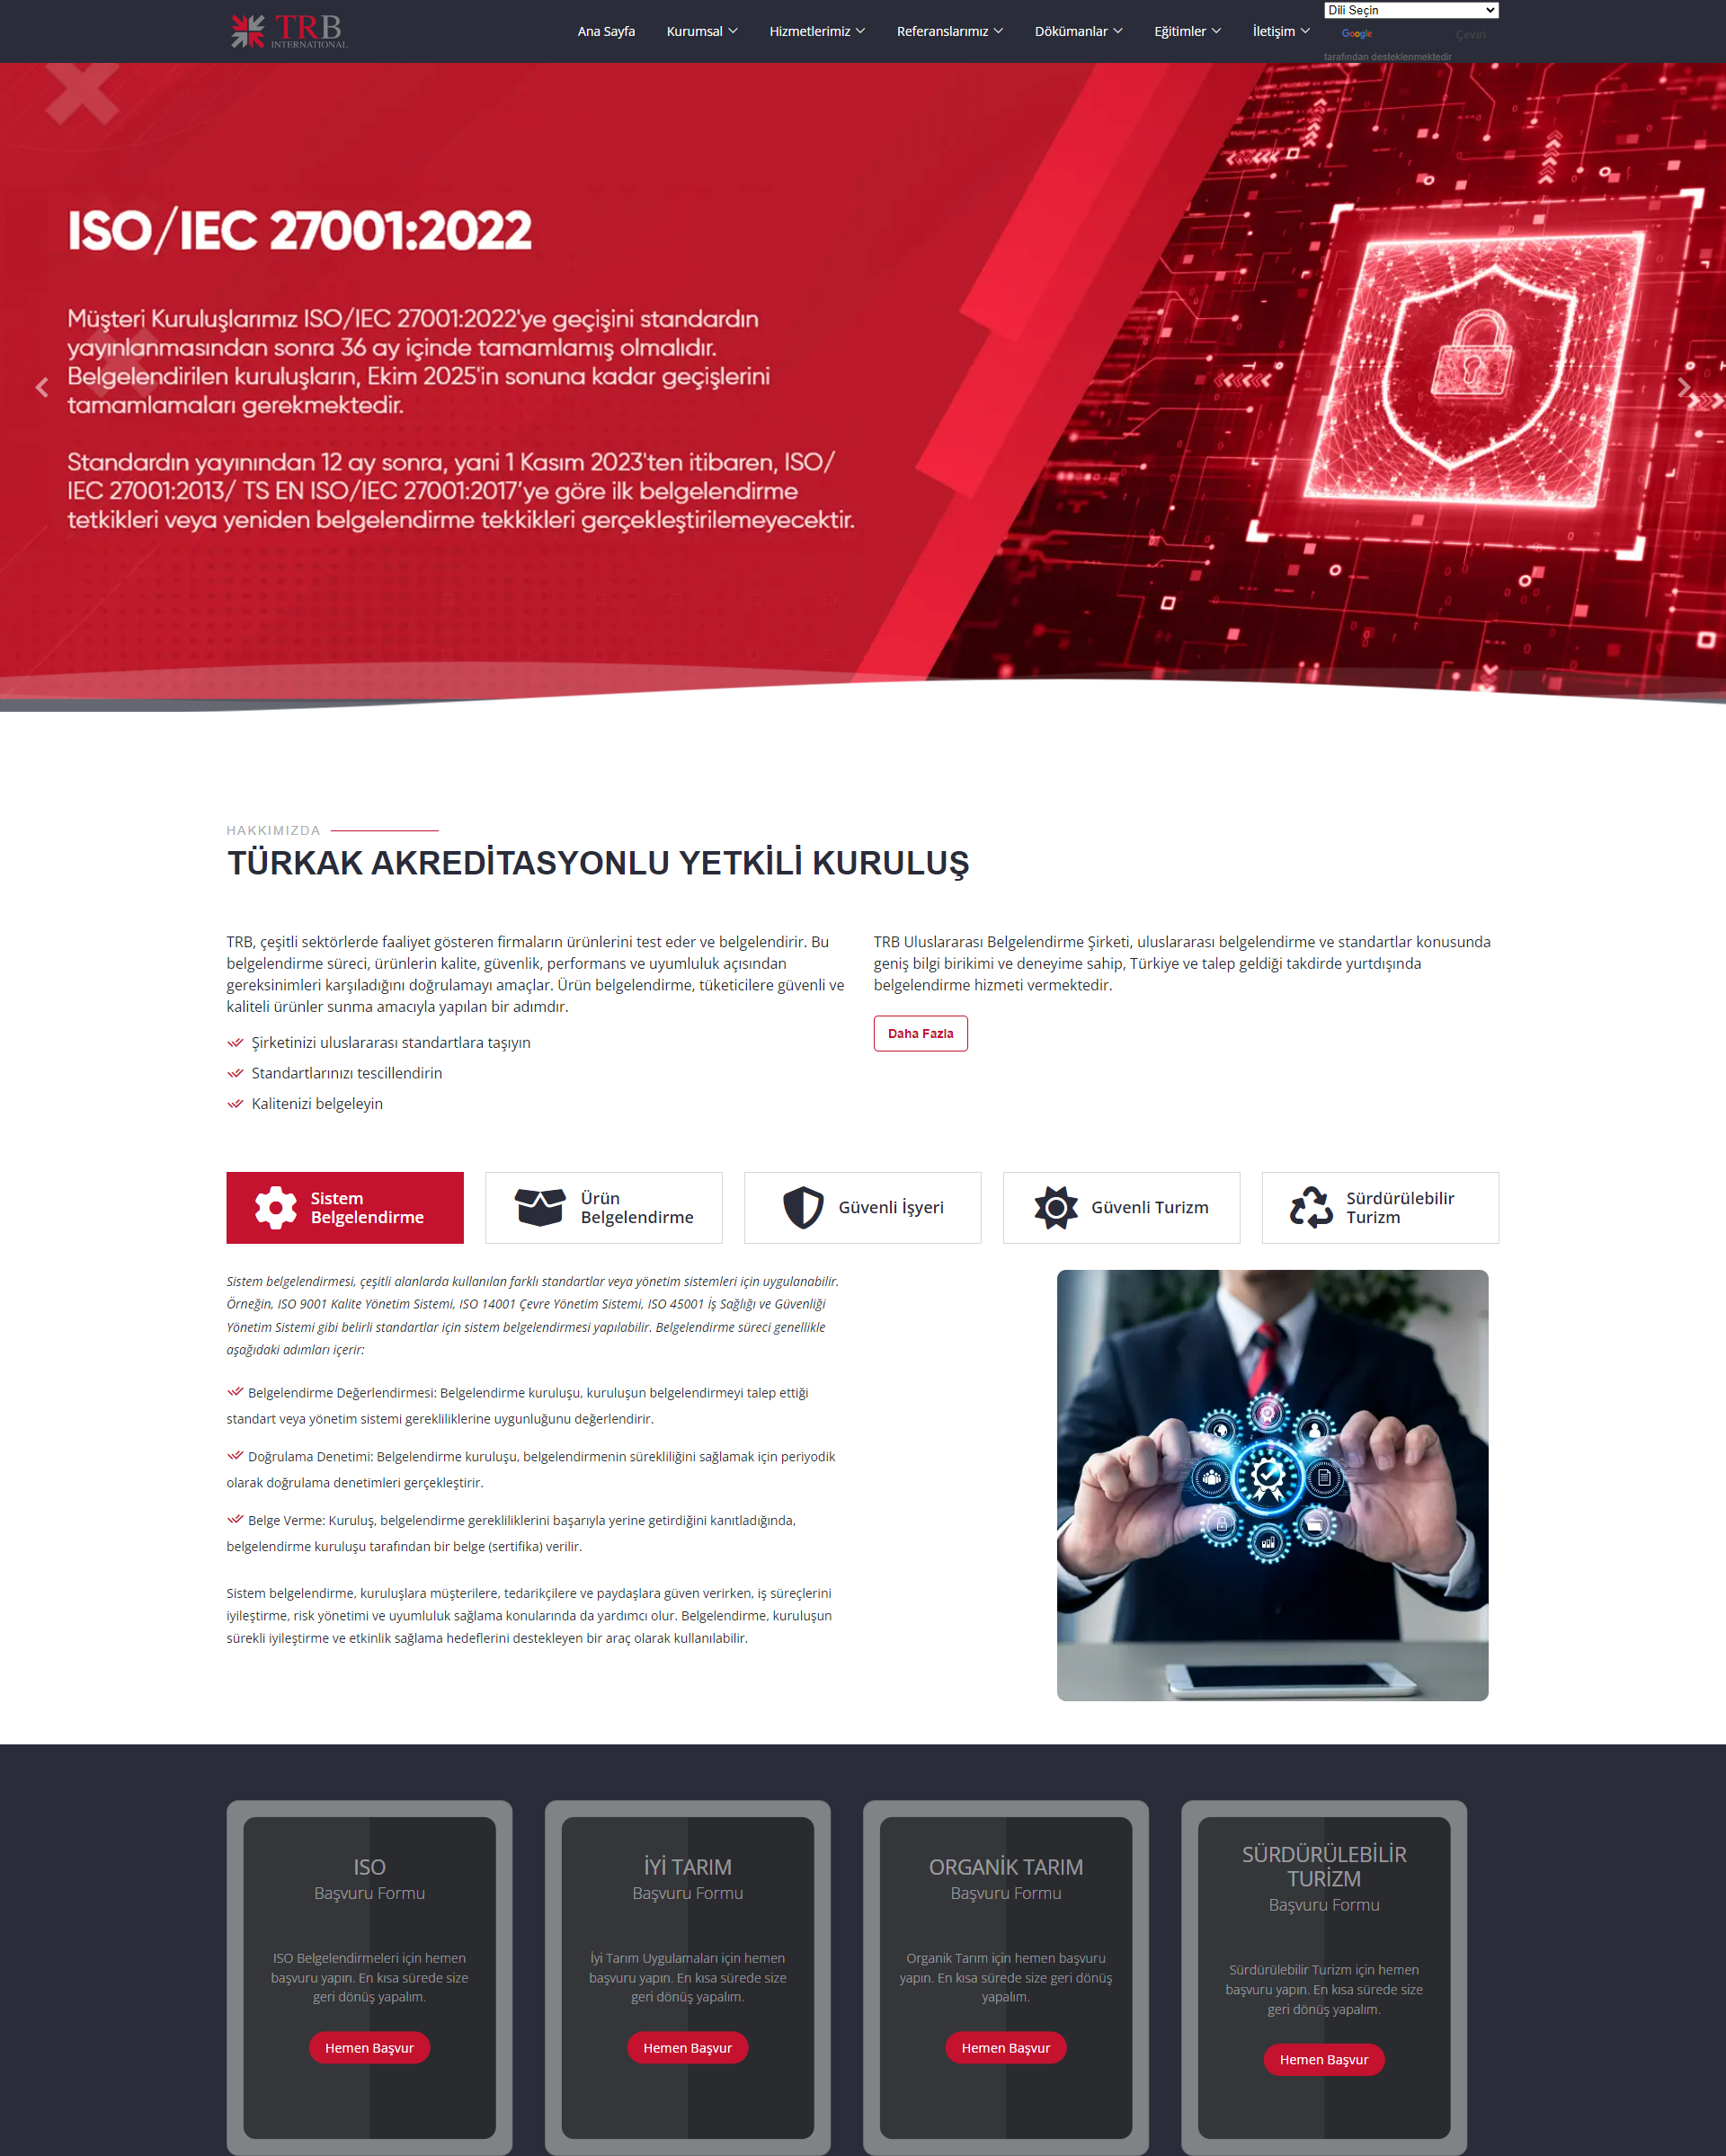 TRB
INTERNATIONAL
Ana Sayfa
Kurumsal
Hizmetlerimiz
Referanslarımız
Dökümanlar
Eğitimler
İletişim
Dili Seçin
Google Çeviri
tarafından desteklenmektedir
ISO/IEC 27001:2022
Müşteri Kuruluşlarımız ISO/IEC 27001:2022'ye geçişini standardın
yayınlanmasından sonra 36 ay içinde tamamlamış olmalıdır.
Belgelendirilen kuruluşların, Ekim 2025'in sonuna kadar geçişlerini
tamamlamaları gerekmektedir.
Standardın yayınından 12 ay sonra, yani 1 Kasım 2023'ten itibaren, ISO/
IEC 27001:2013/ TS EN ISO/IEC 27001:2017’ye göre ilk belgelendirme
tetkikleri veya yeniden belgelendirme tekkikleri gerçekleştirilemeyecektir.
HAKKIMIZDA
TÜRKAK AKREDİTASYONLU YETKİLİ KURULUŞ
TRB, çeşitli sektörlerde faaliyet gösteren firmaların ürünlerini test eder ve belgelendirir. Bu
belgelendirme süreci, ürünlerin kalite, güvenlik, performans ve uyumluluk açısından
gereksinimleri karşıladığını doğrulamayı amaçlar. Ürün belgelendirme, tüketicilere güvenli ve
kaliteli ürünler sunma amacıyla yapılan bir adımdır.
Şirketinizi uluslararası standartlara taşıyın
Standartlarınızı tescillendirin
Kalitenizi belgeleyin
TRB Uluslararası Belgelendirme Şirketi, uluslararası belgelendirme ve standartlar konusunda
geniş bilgi birikimi ve deneyime sahip, Türkiye ve talep geldiği takdirde yurtdışında
belgelendirme hizmeti vermektedir.
Daha Fazla
Sistem
Belgelendirme
Ürün
Belgelendirme
Güvenli İşyeri
Güvenli Turizm
Sürdürülebilir
Turizm
Sistem belgelendirmesi, çeşitli alanlarda kullanılan farklı standartlar veya yönetim sistemleri için uygulanabilir.
Örneğin, ISO 9001 Kalite Yönetim Sistemi, ISO 14001 Çevre Yönetim Sistemi, ISO 45001 İş Sağlığı ve Güvenliği
Yönetim Sistemi gibi belirli standartlar için sistem belgelendirmesi yapılabilir. Belgelendirme süreci genellikle
aşağıdaki adımları içerir:
Belgelendirme Değerlendirmesi: Belgelendirme kuruluşu, kuruluşun belgelendirmeyi talep ettiği
standart veya yönetim sistemi gerekliliklerine uygunluğunu değerlendirir.
Doğrulama Denetimi: Belgelendirme kuruluşu, belgelendirmenin sürekliliğini sağlamak için periyodik
olarak doğrulama denetimleri gerçekleştirir.
Belge Verme: Kuruluş, belgelendirme gerekliliklerini başarıyla yerine getirdiğini kanıtladığında,
belgelendirme kuruluşu tarafından bir belge (sertifika) verilir.
Sistem belgelendirme, kuruluşlara müşterilere, tedarikçilere ve paydaşlara güven verirken, iş süreçlerini
iyileştirme, risk yönetimi ve uyumluluk sağlama konularında da yardımcı olur. Belgelendirme, kuruluşun
sürekli iyileştirme ve etkinlik sağlama hedeflerini destekleyen bir araç olarak kullanılabilir.
ISO
Başvuru Formu
ISO Belgelendirmeleri için hemen
başvuru yapın. En kısa sürede size
geri dönüş yapalım.
Hemen Başvur
İYİ TARIM
Başvuru Formu
İyi Tarım Uygulamaları için hemen
başvuru yapın. En kısa sürede size
geri dönüş yapalım.
Hemen Başvur
ORGANİK TARIM
Başvuru Formu
Organik Tarım için hemen başvuru
yapın. En kısa sürede size geri dönüş
yapalım.
Hemen Başvur
SÜRDÜRÜLEBİLİR
TURİZM
Başvuru Formu
Sürdürülebilir Turizm için hemen
başvuru yapın. En kısa sürede size
geri dönüş yapalım.
Hemen Başvur